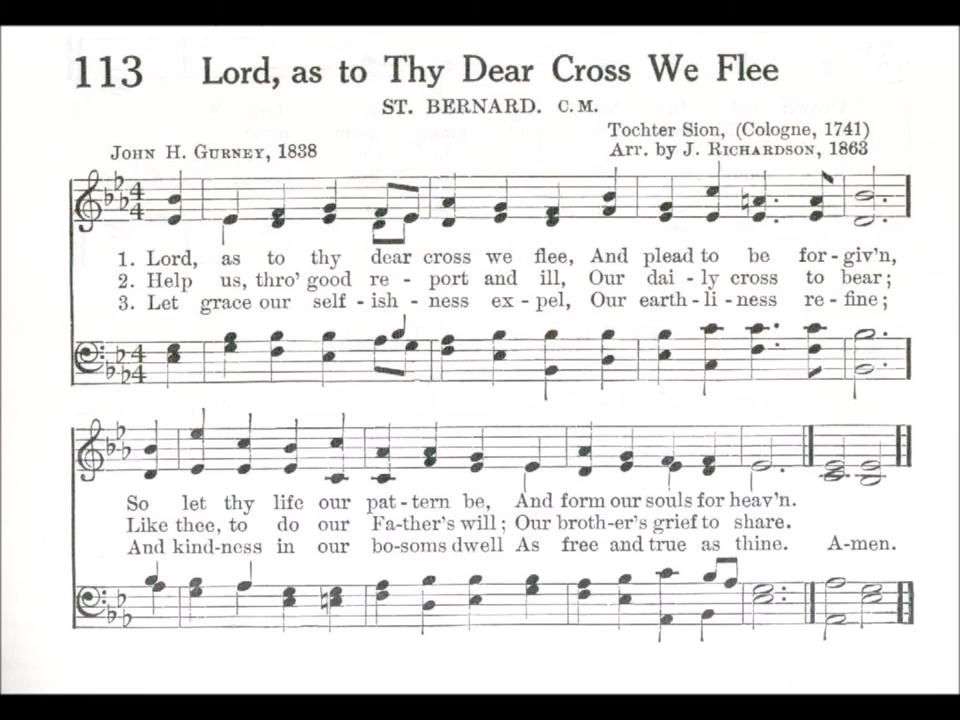 113 Lord, as to Thy Dear Cross We Flee
ST. BERNARD. C. M.
Tochter Sion, (Cologne, 1741)
JOHN H. GURNEY, 1838
Arr. by J. RICHARDSON, 1863
1. Lord, as to thy dear cross we flee, And plead to be for-giv'n,
2. Help us, thro' good re - port and ill, Our dai - ly cross to bear;
3. Let grace our self - ish - ness ex - pel, Our earth - li - ness re - fine;
So let thy life our pat - tern be, And form our souls for heav'n.
Like thee, to do our Fa-ther's will; Our broth-er's grief to share.
And kind-ness in our bo-soms dwell As free and true as thine. A-men.